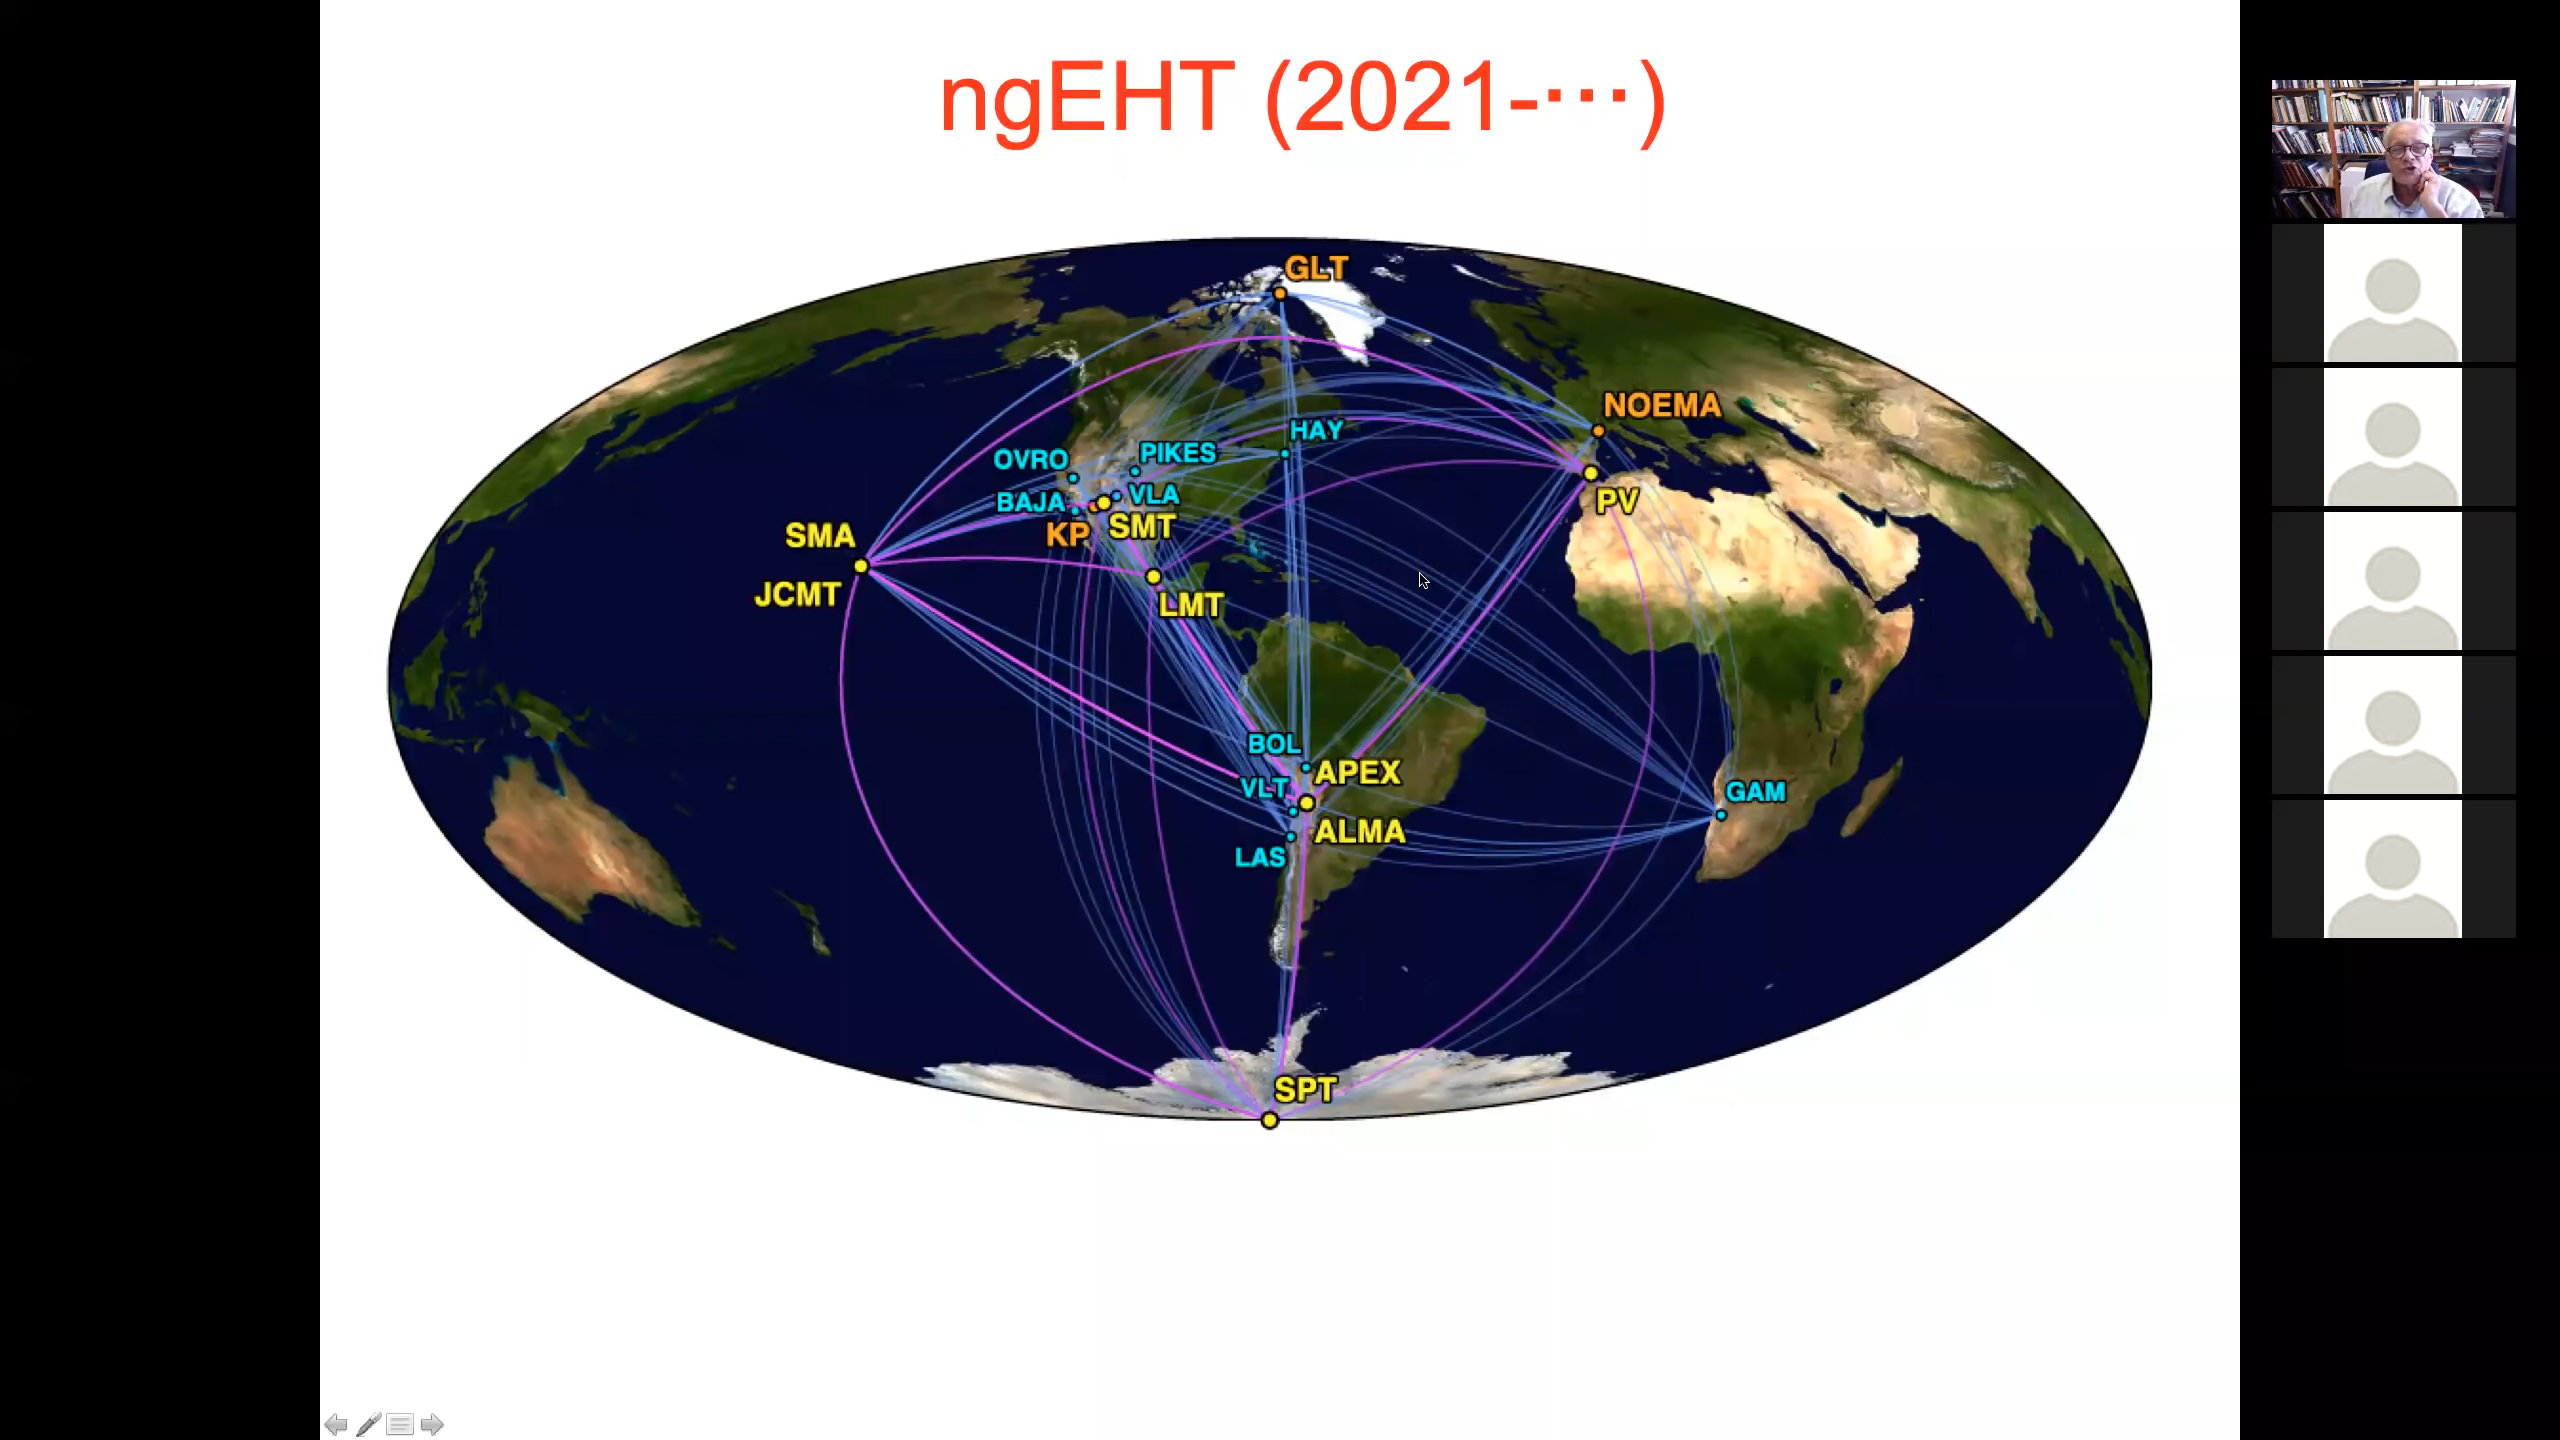 ngEHT (2021-⋯)
GLT
NOEMA
HAY
PIKES
OVRO
VLA
BAJA
PV
SMT
KP
SMA
JCMT
LMT
BOL
APEX
VLT
GAM
ALMA
LAS
SPT